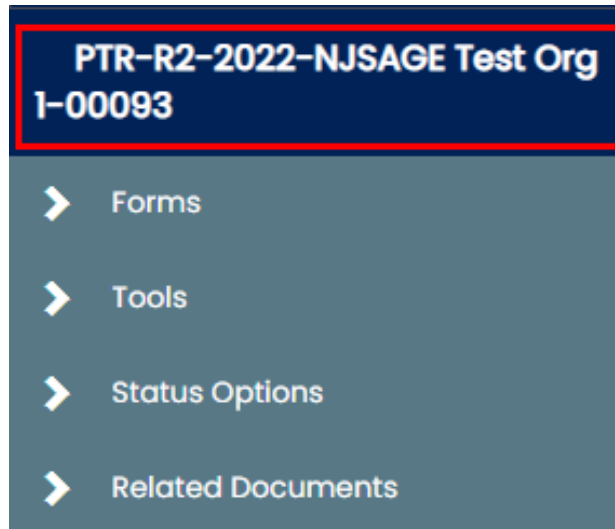 PTR-R2-2022-NJSAGE Test Org
1-00093
Forms
Tools
Status Options
Related Documents